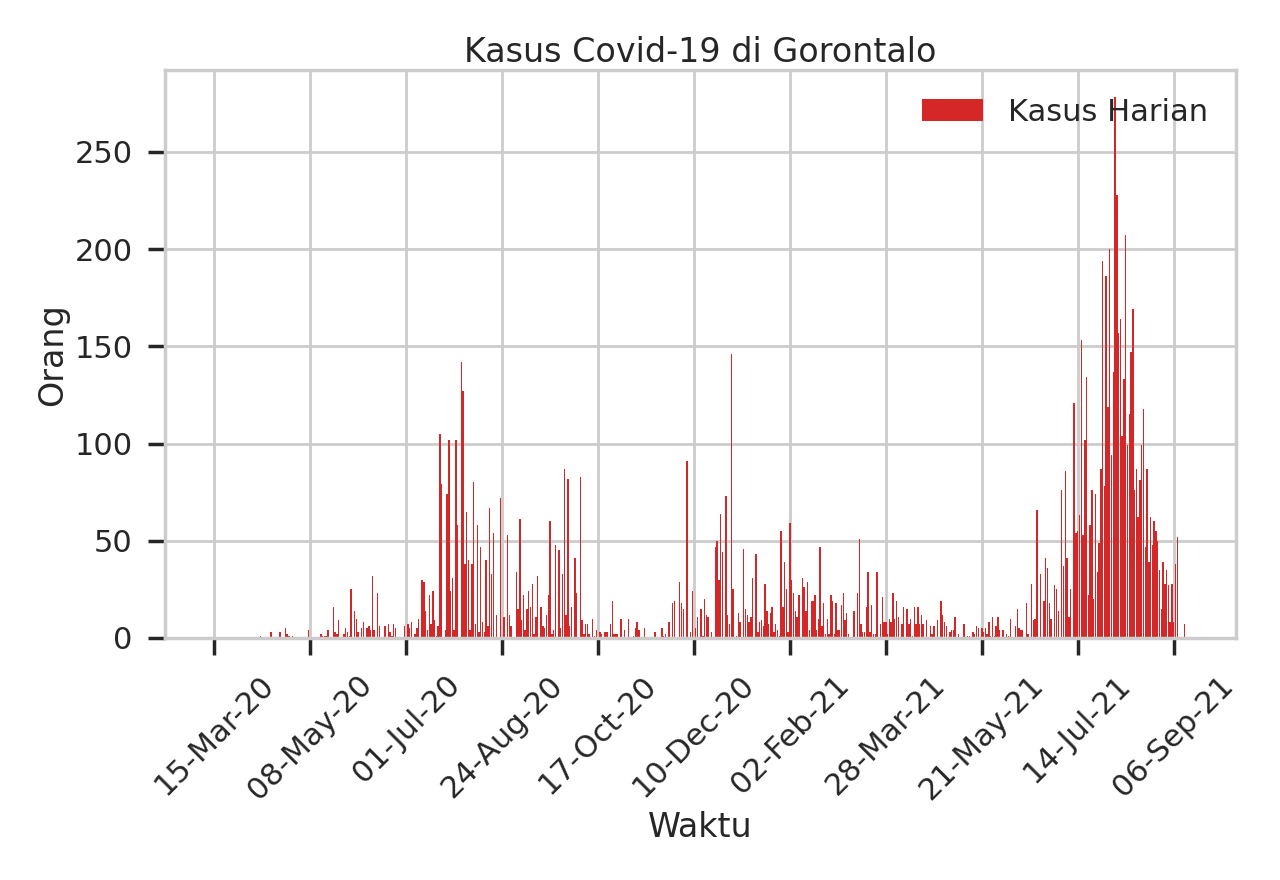 Kasus Covid-19 di Gorontalo
Kasus Harian
250
200
150
100
50
0
Orang
15-Mar-20
08-May-20
01-Jul-20
24-Aug-20
17-Oct-20
10-Dec-20
02-Feb-21
28-Mar-21
21-May-21
14-Jul-21
06-Sep-21
Waktu